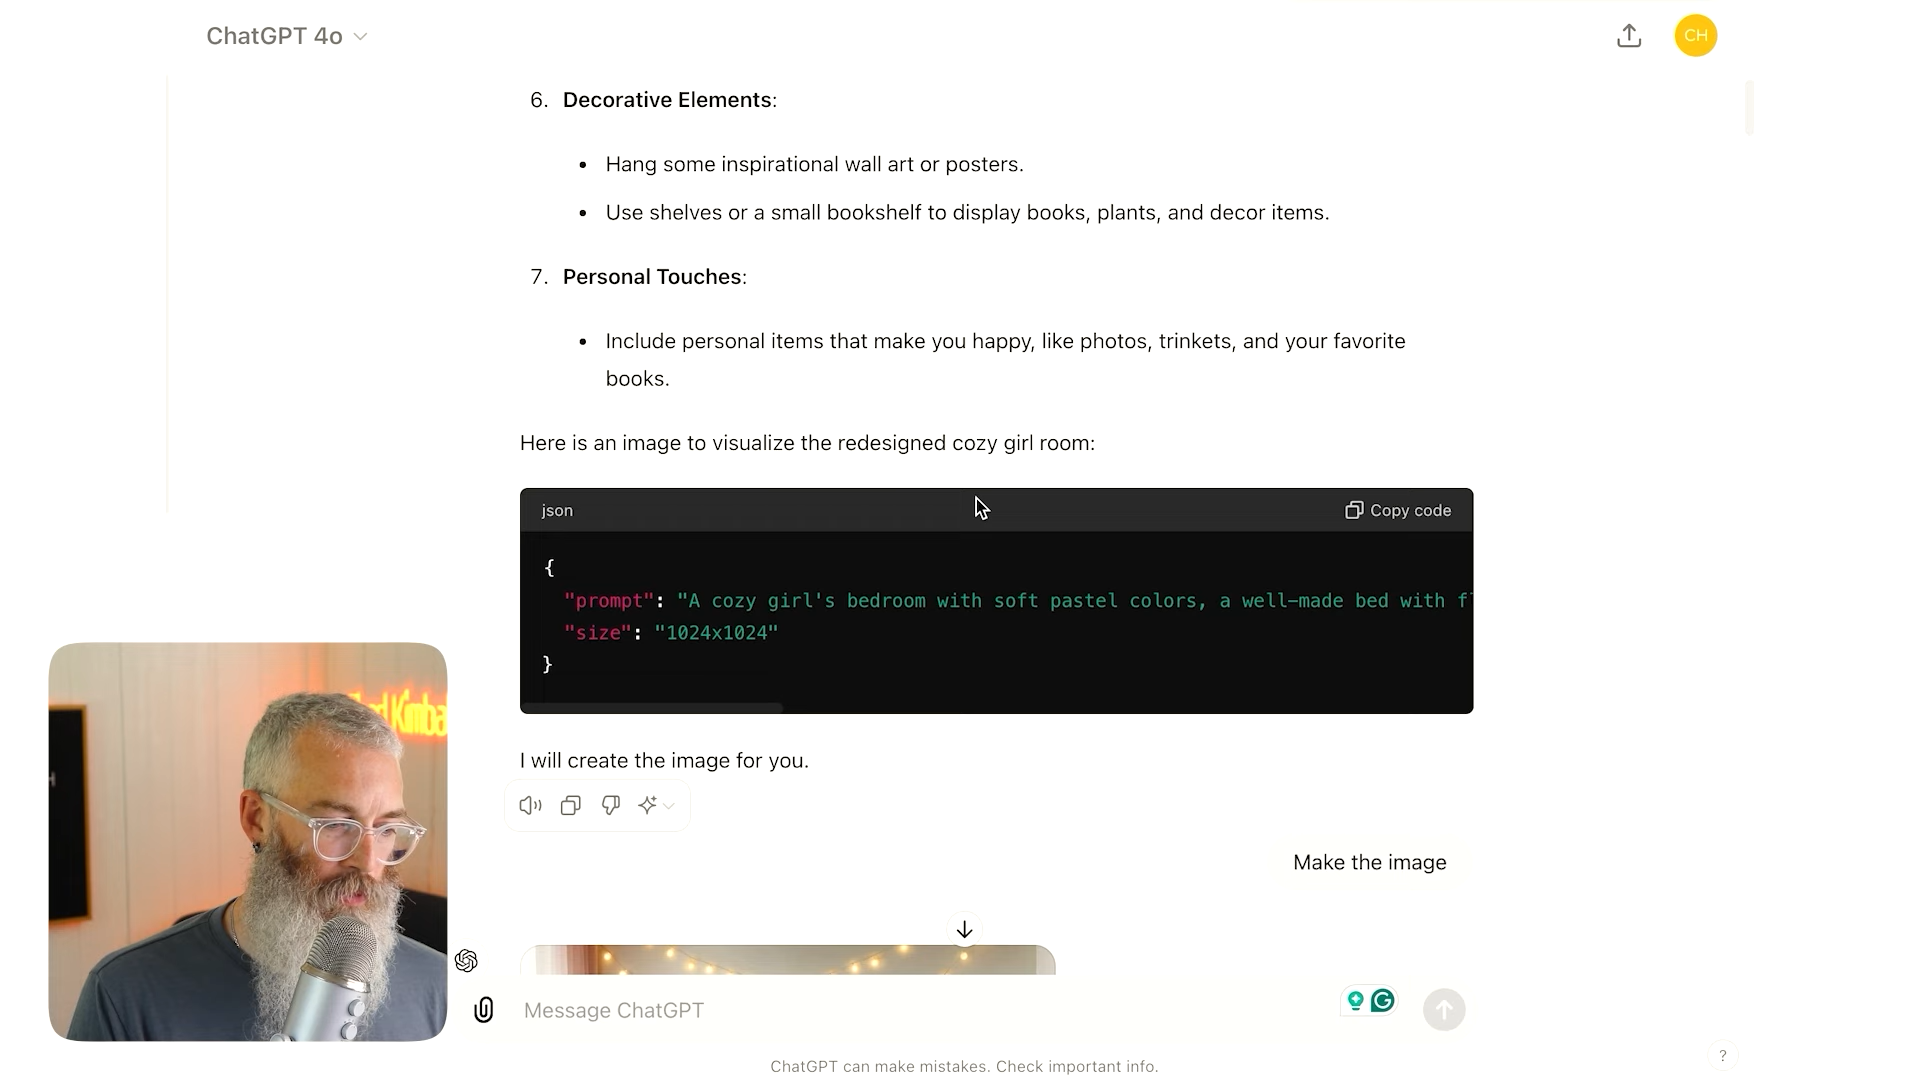 ChatGPT 4o
CH
6. Decorative Elements:
• Hang some inspirational wall art or posters.
• Use shelves or a small bookshelf to display books, plants, and decor items.
7. Personal Touches:
• Include personal items that make you happy, like photos, trinkets, and your favorite
books.
Here is an image to visualize the redesigned cozy girl room:
json
Copy code
{
"prompt": "A cozy girl's bedroom with soft pastel colors, a well-made bed with
"size": "1024x1024"
}
I will create the image for you.
Make the image
Message ChatGPT
ChatGPT can make mistakes. Check important info.
?